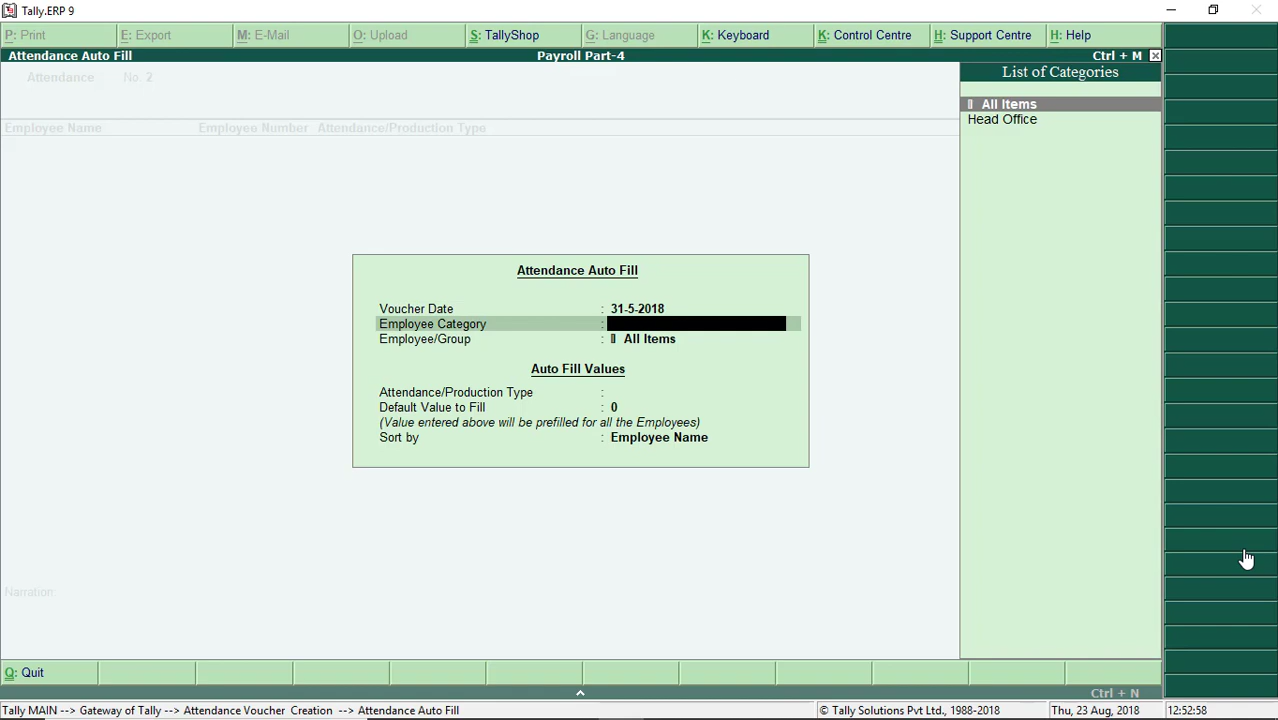 Tally.ERP 9
P: Print E: Export M: E-Mail O: Upload S: TallyShop G: Language K: Keyboard K: Control Centre H: Support Centre H: Help
Attendance Auto Fill Payroll Part-4 Ctrl + M
Attendance No. 2
List of Categories
All Items
Head Office
Employee Name Employee Number Attendance/Production Type
Attendance Auto Fill
Voucher Date : 31-5-2018
Employee Category :
Employee/Group : All Items
Auto Fill Values
Attendance/Production Type :
Default Value to Fill : 0
(Value entered above will be prefilled for all the Employees)
Sort by : Employee Name
Narration:
Q: Quit
Ctrl + N
Tally MAIN --> Gateway of Tally --> Attendance Voucher Creation --> Attendance Auto Fill © Tally Solutions Pvt Ltd., 1988-2018 Thu, 23 Aug, 2018 12:52:58